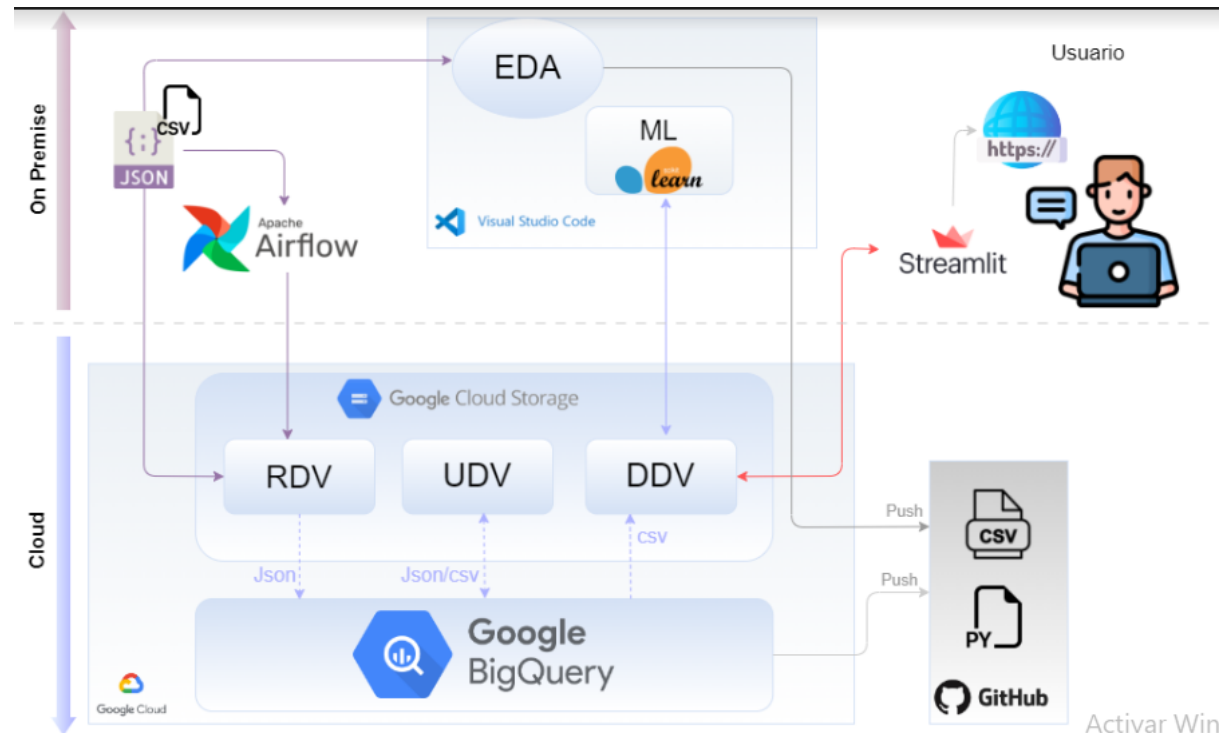 EDA
Usuario
CSV
{;}
JSON
ML
learn
https://
On Premise
Apache
Airflow
Visual Studio Code
Streamlit
Google Cloud Storage
RDV
UDV
DDV
csv
Push
CSV
Cloud
Json
Json/csv
Push
Google
BigQuery
PY
Google Cloud
GitHub
Activar Win